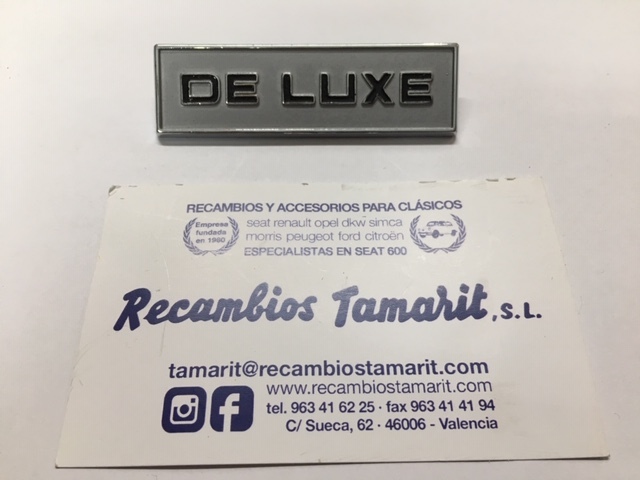 DE LUXE
RECAMBIOS Y ACCESORIOS PARA CLÁSICOS
Empresa
fundada
en 1960
seat renault opel dkw simca
morris peugeot ford citroën
ESPECIALISTAS EN SEAT 600
Recambios Tamarit, S.L.
tamarit@recambiostamarit.com
www.recambiostamarit.com
tel. 963 41 62 25 · fax 963 41 41 94
C/ Sueca, 62 · 46006 - Valencia